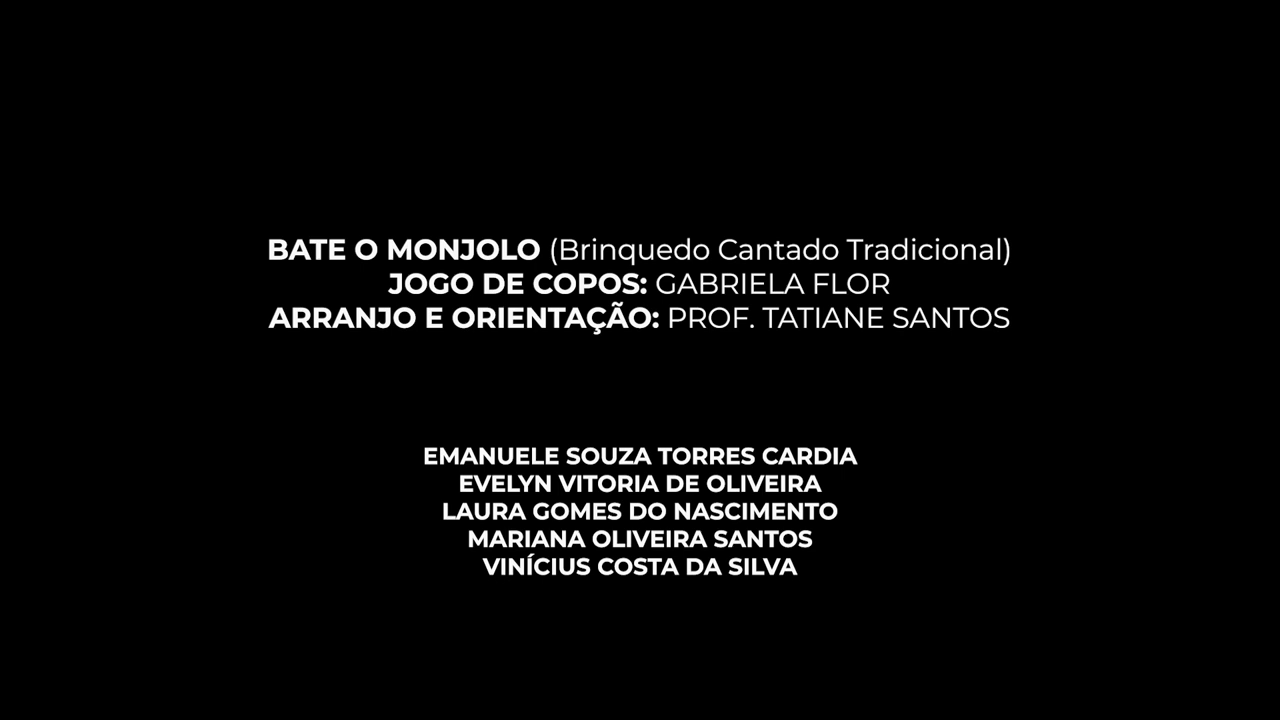 BATE O MONJOLO (Brinquedo Cantado Tradicional)
JOGO DE COPOS: GABRIELA FLOR
ARRANJO E ORIENTAÇÃO: PROF. TATIANE SANTOS
EMANUELE SOUZA TORRES CARDIA
EVELYN VITORIA DE OLIVEIRA
LAURA GOMES DO NASCIMENTO
MARIANA OLIVEIRA SANTOS
VINÍCIUS COSTA DA SILVA